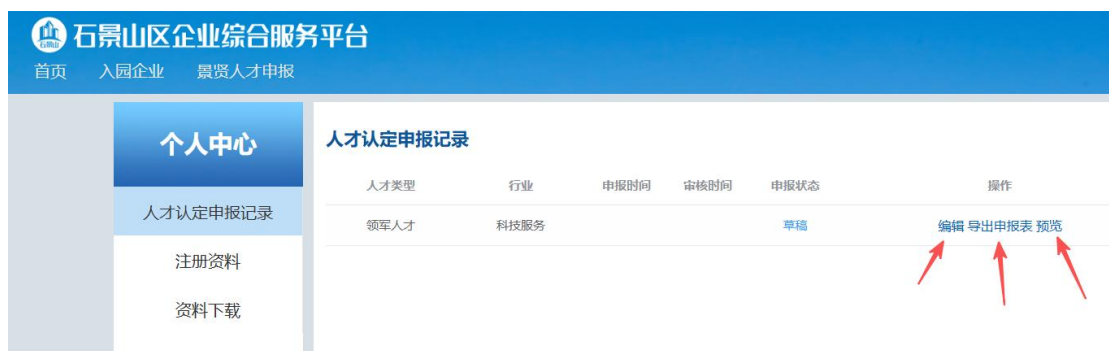 石景山
石景山区企业综合服务平台
首页 入园企业 景贤人才申报
个人中心
人才认定申报记录
注册资料
资料下载
人才认定申报记录
人才类型 行业 申报时间 审核时间 申报状态 操作
领军人才 科技服务 草稿 编辑 导出申报表 预览